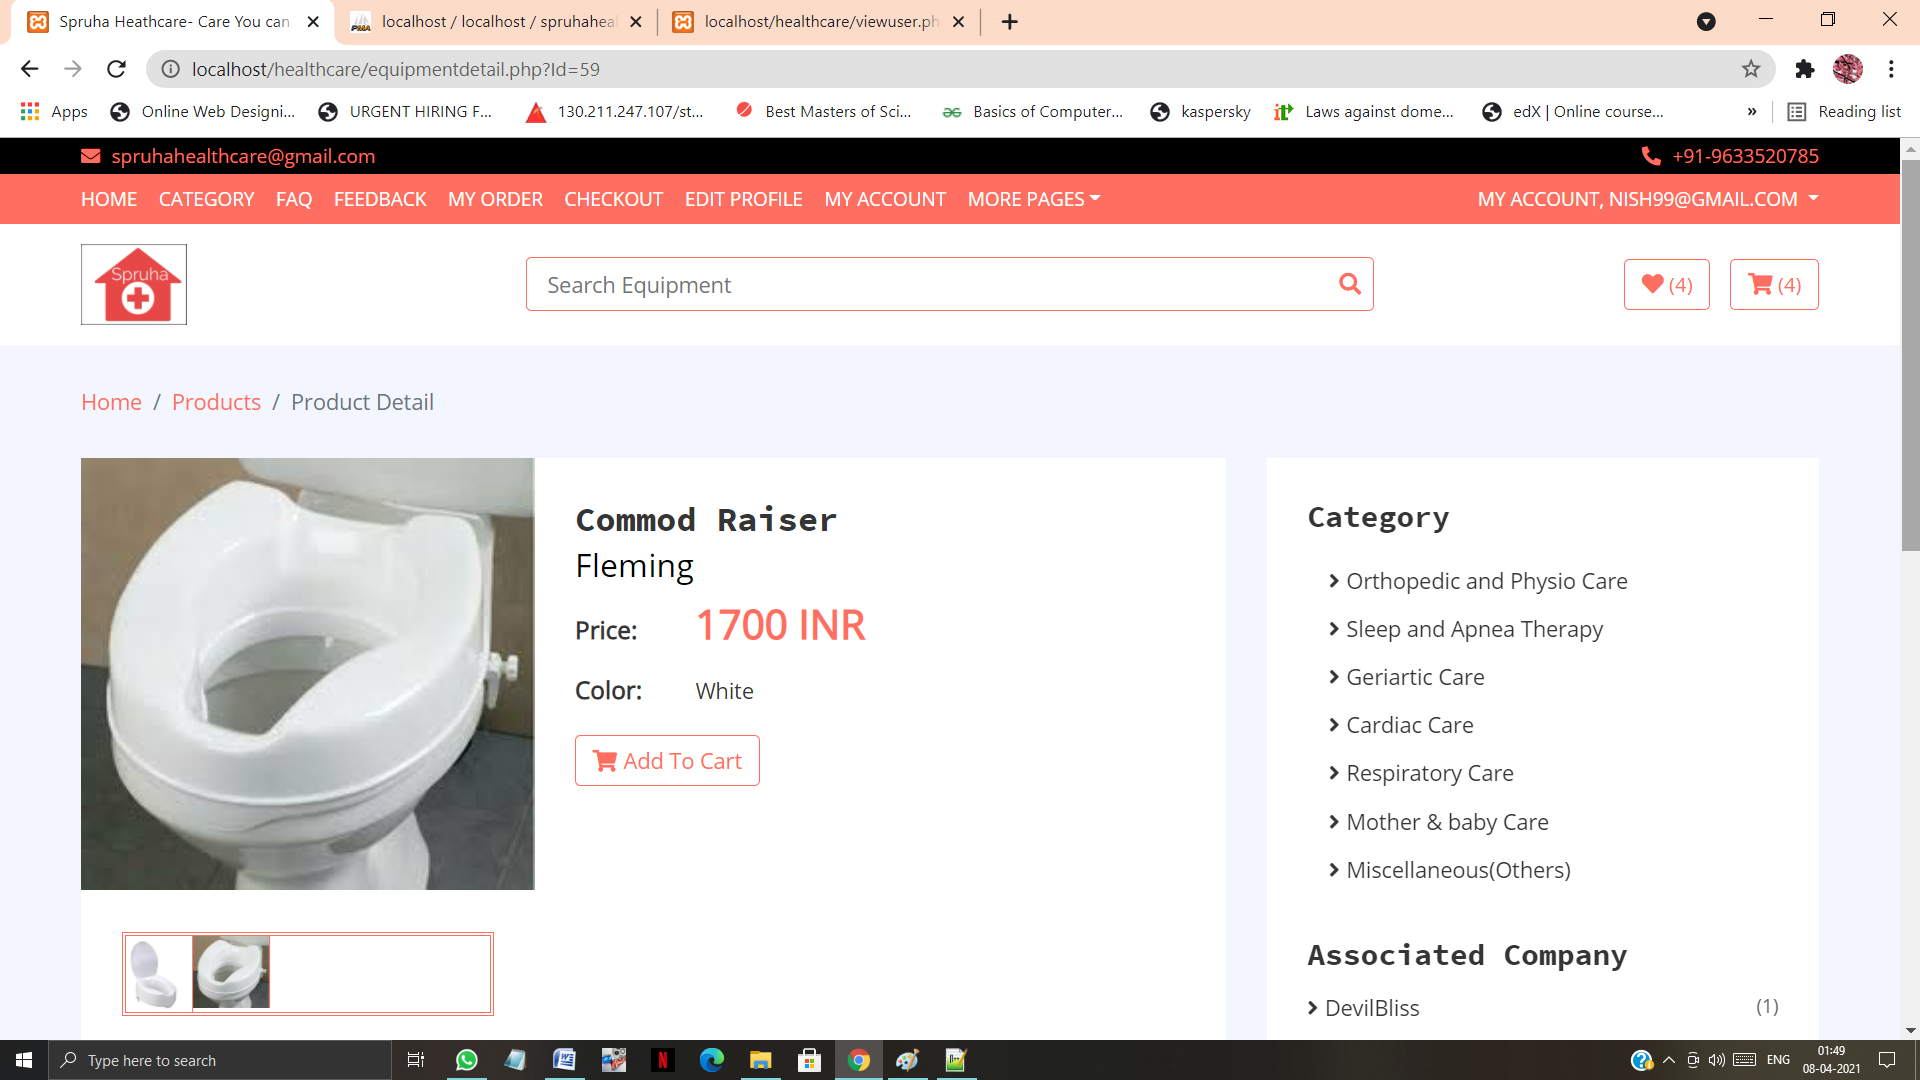 Spruha Heathcare- Care You can
localhost / localhost / spruhaheal
localhost/healthcare/viewuser.ph
localhost/healthcare/equipmentdetail.php?Id=59
Apps
Online Web Designi...
URGENT HIRING F...
130.211.247.107/st...
Best Masters of Sci...
Basics of Computer...
kaspersky
Laws against dome...
edX | Online course...
»
Reading list
spruhahealthcare@gmail.com
+91-9633520785
HOME CATEGORY FAQ FEEDBACK MY ORDER CHECKOUT EDIT PROFILE MY ACCOUNT MORE PAGES
MY ACCOUNT, NISH99@GMAIL.COM
Spruha
Search Equipment
(4)
(4)
Home / Products / Product Detail
Commod Raiser
Fleming
Price: 1700 INR
Color: White
Add To Cart
Category
Orthopedic and Physio Care
Sleep and Apnea Therapy
Geriartic Care
Cardiac Care
Respiratory Care
Mother & baby Care
Miscellaneous(Others)
Associated Company
DevilBliss (1)
Type here to search
ENG
01:49
08-04-2021